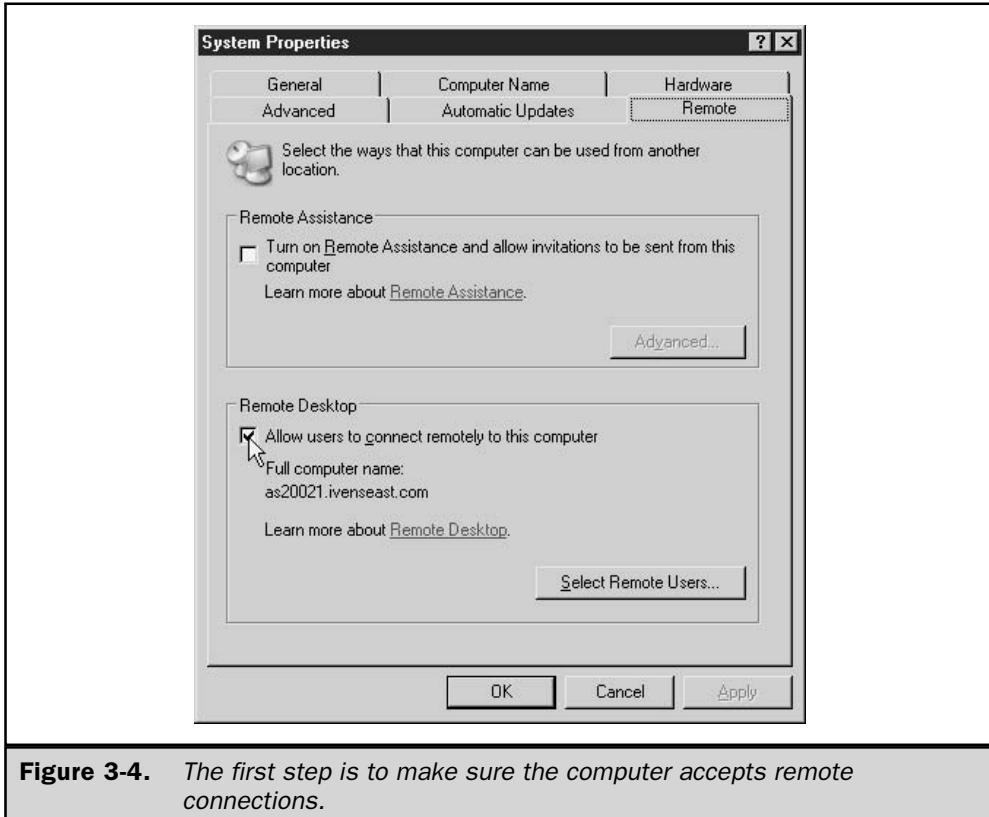 System Properties
General
Computer Name
Hardware
Advanced
Automatic Updates
Remote
Select the ways that this computer can be used from another
location.
Remote Assistance
Turn on Remote Assistance and allow invitations to be sent from this
computer
Learn more about Remote Assistance.
Advanced...
Remote Desktop
Allow users to connect remotely to this computer
Full computer name:
as20021.ivenseast.com
Learn more about Remote Desktop.
Select Remote Users...
OK
Cancel
Apply
Figure 3-4. The first step is to make sure the computer accepts remote
connections.